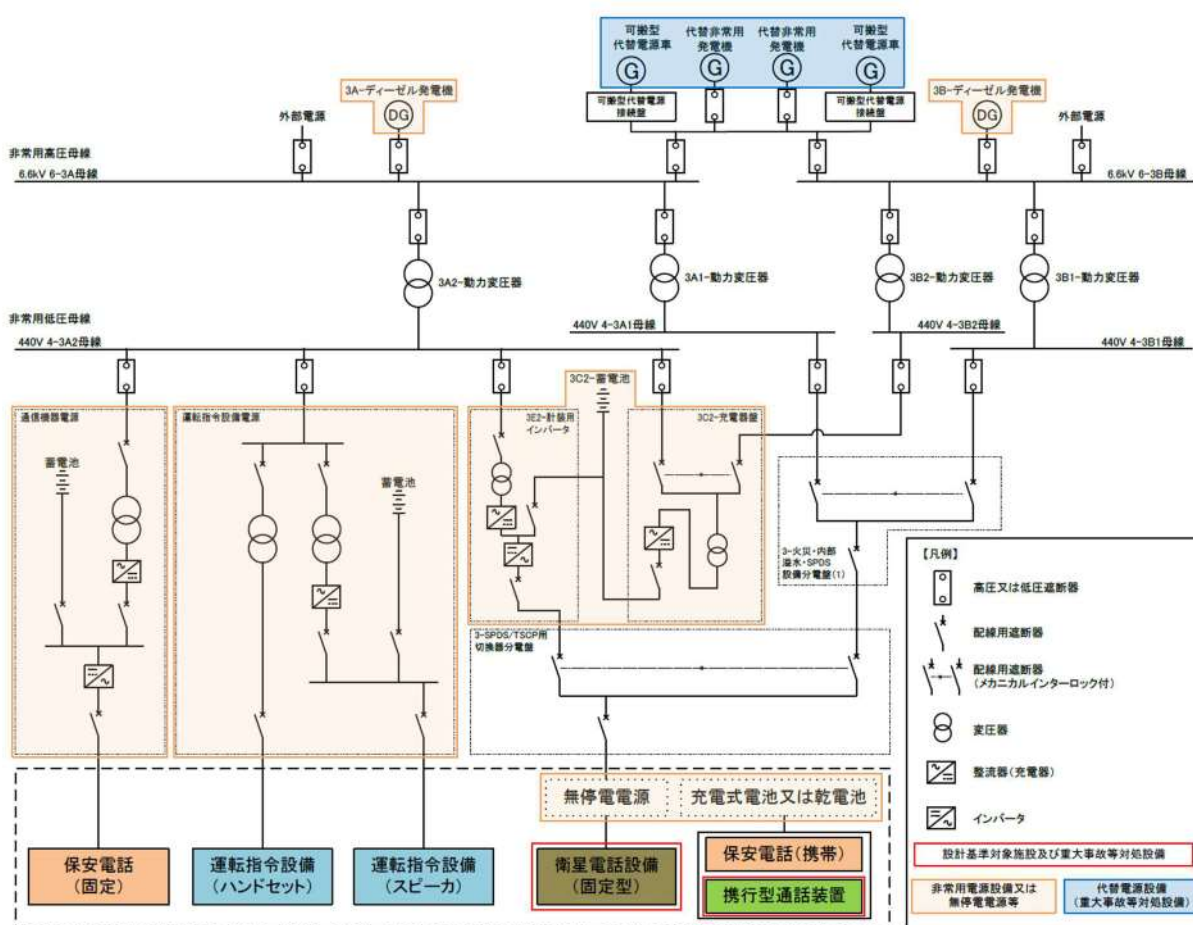 可搬型
代替電源車
代替非常用
発電機
代替非常用
発電機
可搬型
代替電源車
G
G
G
G
3A-ディーゼル発電機
DG
可搬型代替電源
接続盤
可搬型代替電源
接続盤
3B-ディーゼル発電機
DG
外部電源
外部電源
非常用高圧母線
6.6kV 6-3A母線
6.6kV 6-3B母線
3A2-動力変圧器
3A1-動力変圧器
3B2-動力変圧器
3B1-動力変圧器
非常用低圧母線
440V 4-3A1母線
440V 4-3B2母線
440V 4-3A2母線
440V 4-3B1母線
3C2-蓄電池
通信機器電源
運転指令設備電源
3E2-計装用
インバータ
3C2-充電器盤
蓄電池
蓄電池
3-火災・内部
溢水・SPDS
設備分電盤(1)
3-SPDS/TSCP用
切換器分電盤
無停電電源
充電式電池又は乾電池
保安電話
(固定)
運転指令設備
(ハンドセット)
運転指令設備
(スピーカ)
衛星電話設備
(固定型)
保安電話(携帯)
携行型通話装置
【凡例】
高圧又は低圧遮断器
配線用遮断器
配線用遮断器
(メカニカルインターロック付)
変圧器
整流器(充電器)
インバータ
設計基準対象施設及び重大事故等対処設備
非常用電源設備又は
無停電電源等
代替電源設備
(重大事故等対処設備)